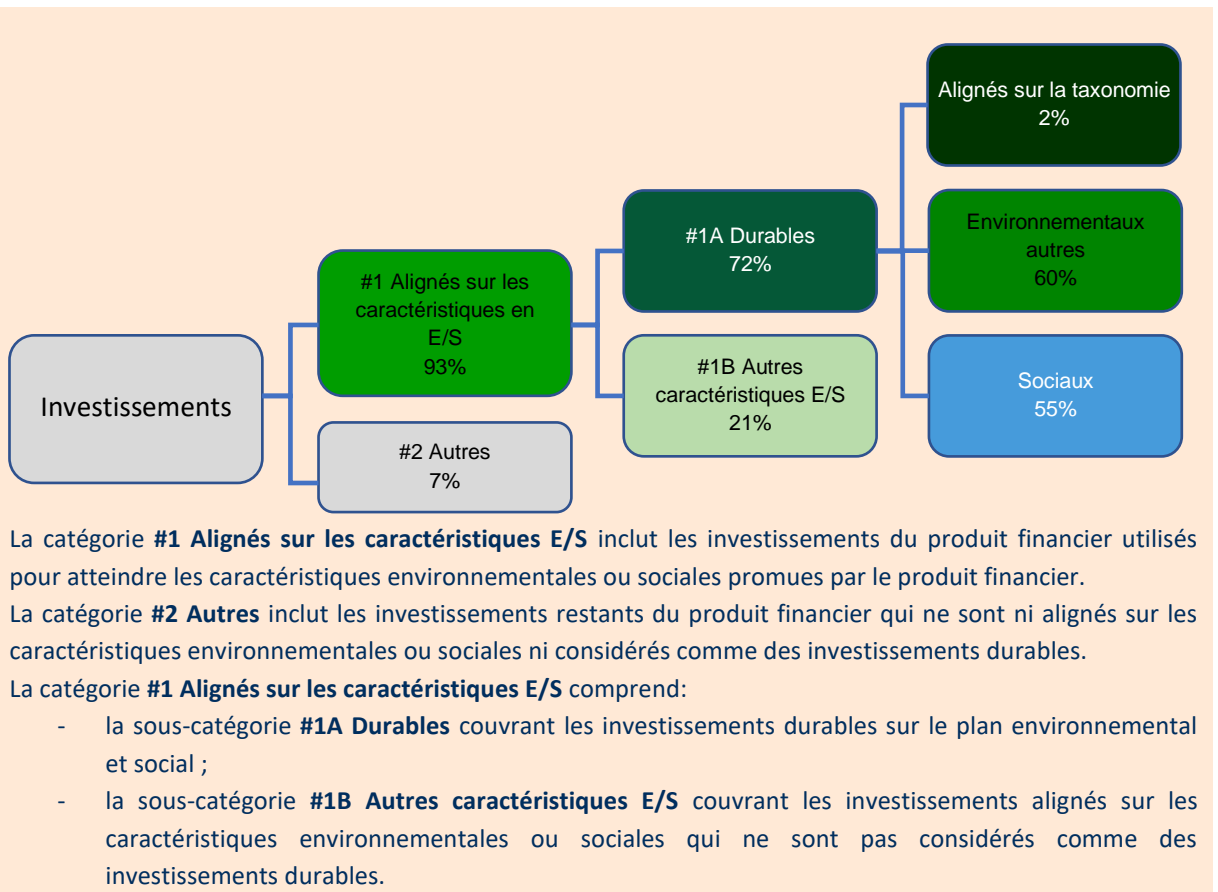 Alignés sur la taxonomie
2%
#1A Durables
72%
Environnementaux
autres
60%
#1 Alignés sur les
caractéristiques en
E/S
93%
Investissements
#1B Autres
caractéristiques E/S
21%
Sociaux
55%
#2 Autres
7%
La catégorie #1 Alignés sur les caractéristiques E/S inclut les investissements du produit financier utilisés
pour atteindre les caractéristiques environnementales ou sociales promues par le produit financier.
La catégorie #2 Autres inclut les investissements restants du produit financier qui ne sont ni alignés sur les
caractéristiques environnementales ou sociales ni considérés comme des investissements durables.
La catégorie #1 Alignés sur les caractéristiques E/S comprend:
- la sous-catégorie #1A Durables couvrant les investissements durables sur le plan environnemental
et social ;
- la sous-catégorie #1B Autres caractéristiques E/S couvrant les investissements alignés sur les
caractéristiques environnementales ou sociales qui ne sont pas considérés comme des
investissements durables.